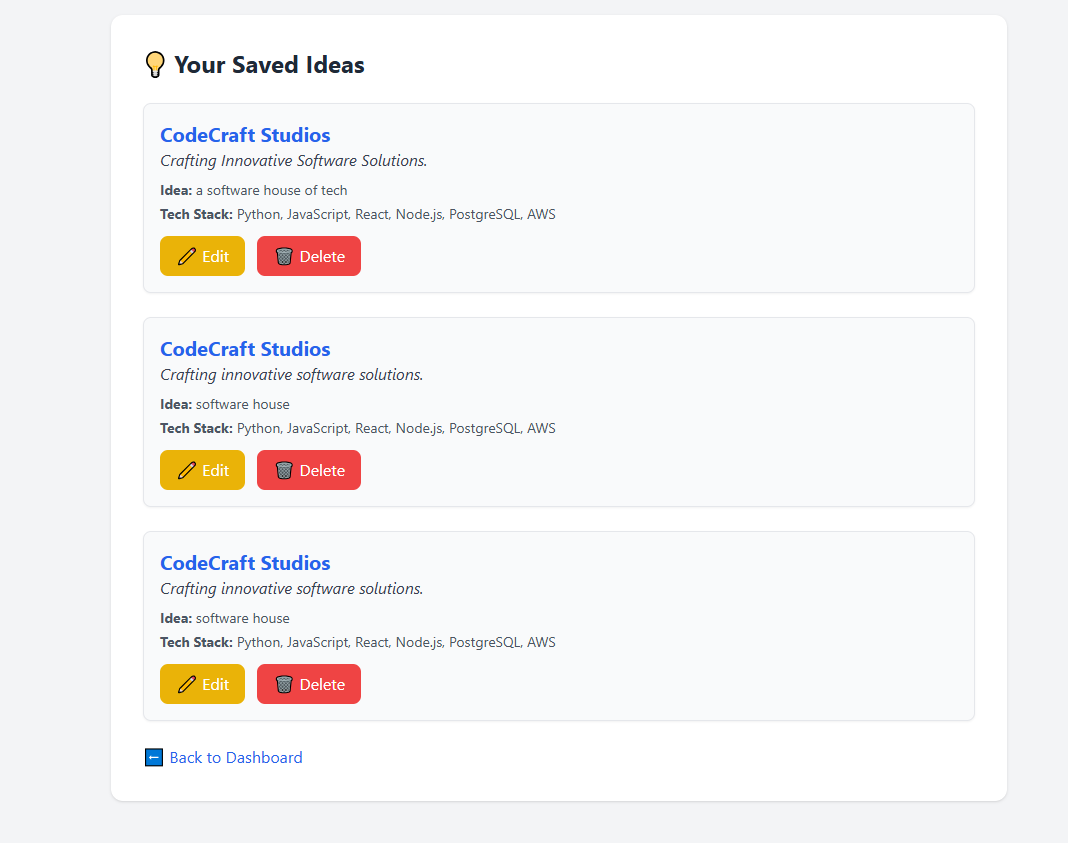 💡 Your Saved Ideas
CodeCraft Studios
Crafting Innovative Software Solutions.
Idea: a software house of tech
Tech Stack: Python, JavaScript, React, Node.js, PostgreSQL, AWS
Edit Delete
CodeCraft Studios
Crafting innovative software solutions.
Idea: software house
Tech Stack: Python, JavaScript, React, Node.js, PostgreSQL, AWS
Edit Delete
CodeCraft Studios
Crafting innovative software solutions.
Idea: software house
Tech Stack: Python, JavaScript, React, Node.js, PostgreSQL, AWS
Edit Delete
Back to Dashboard